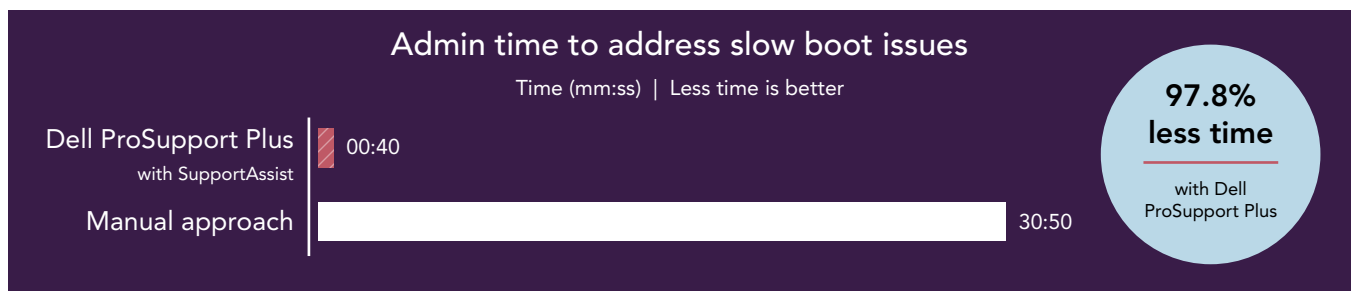 Admin time to address slow boot issues
Time (mm:ss) | Less time is better
Dell ProSupport Plus
with SupportAssist
00:40
Manual approach
30:50
97.8%
less time
with Dell
ProSupport Plus